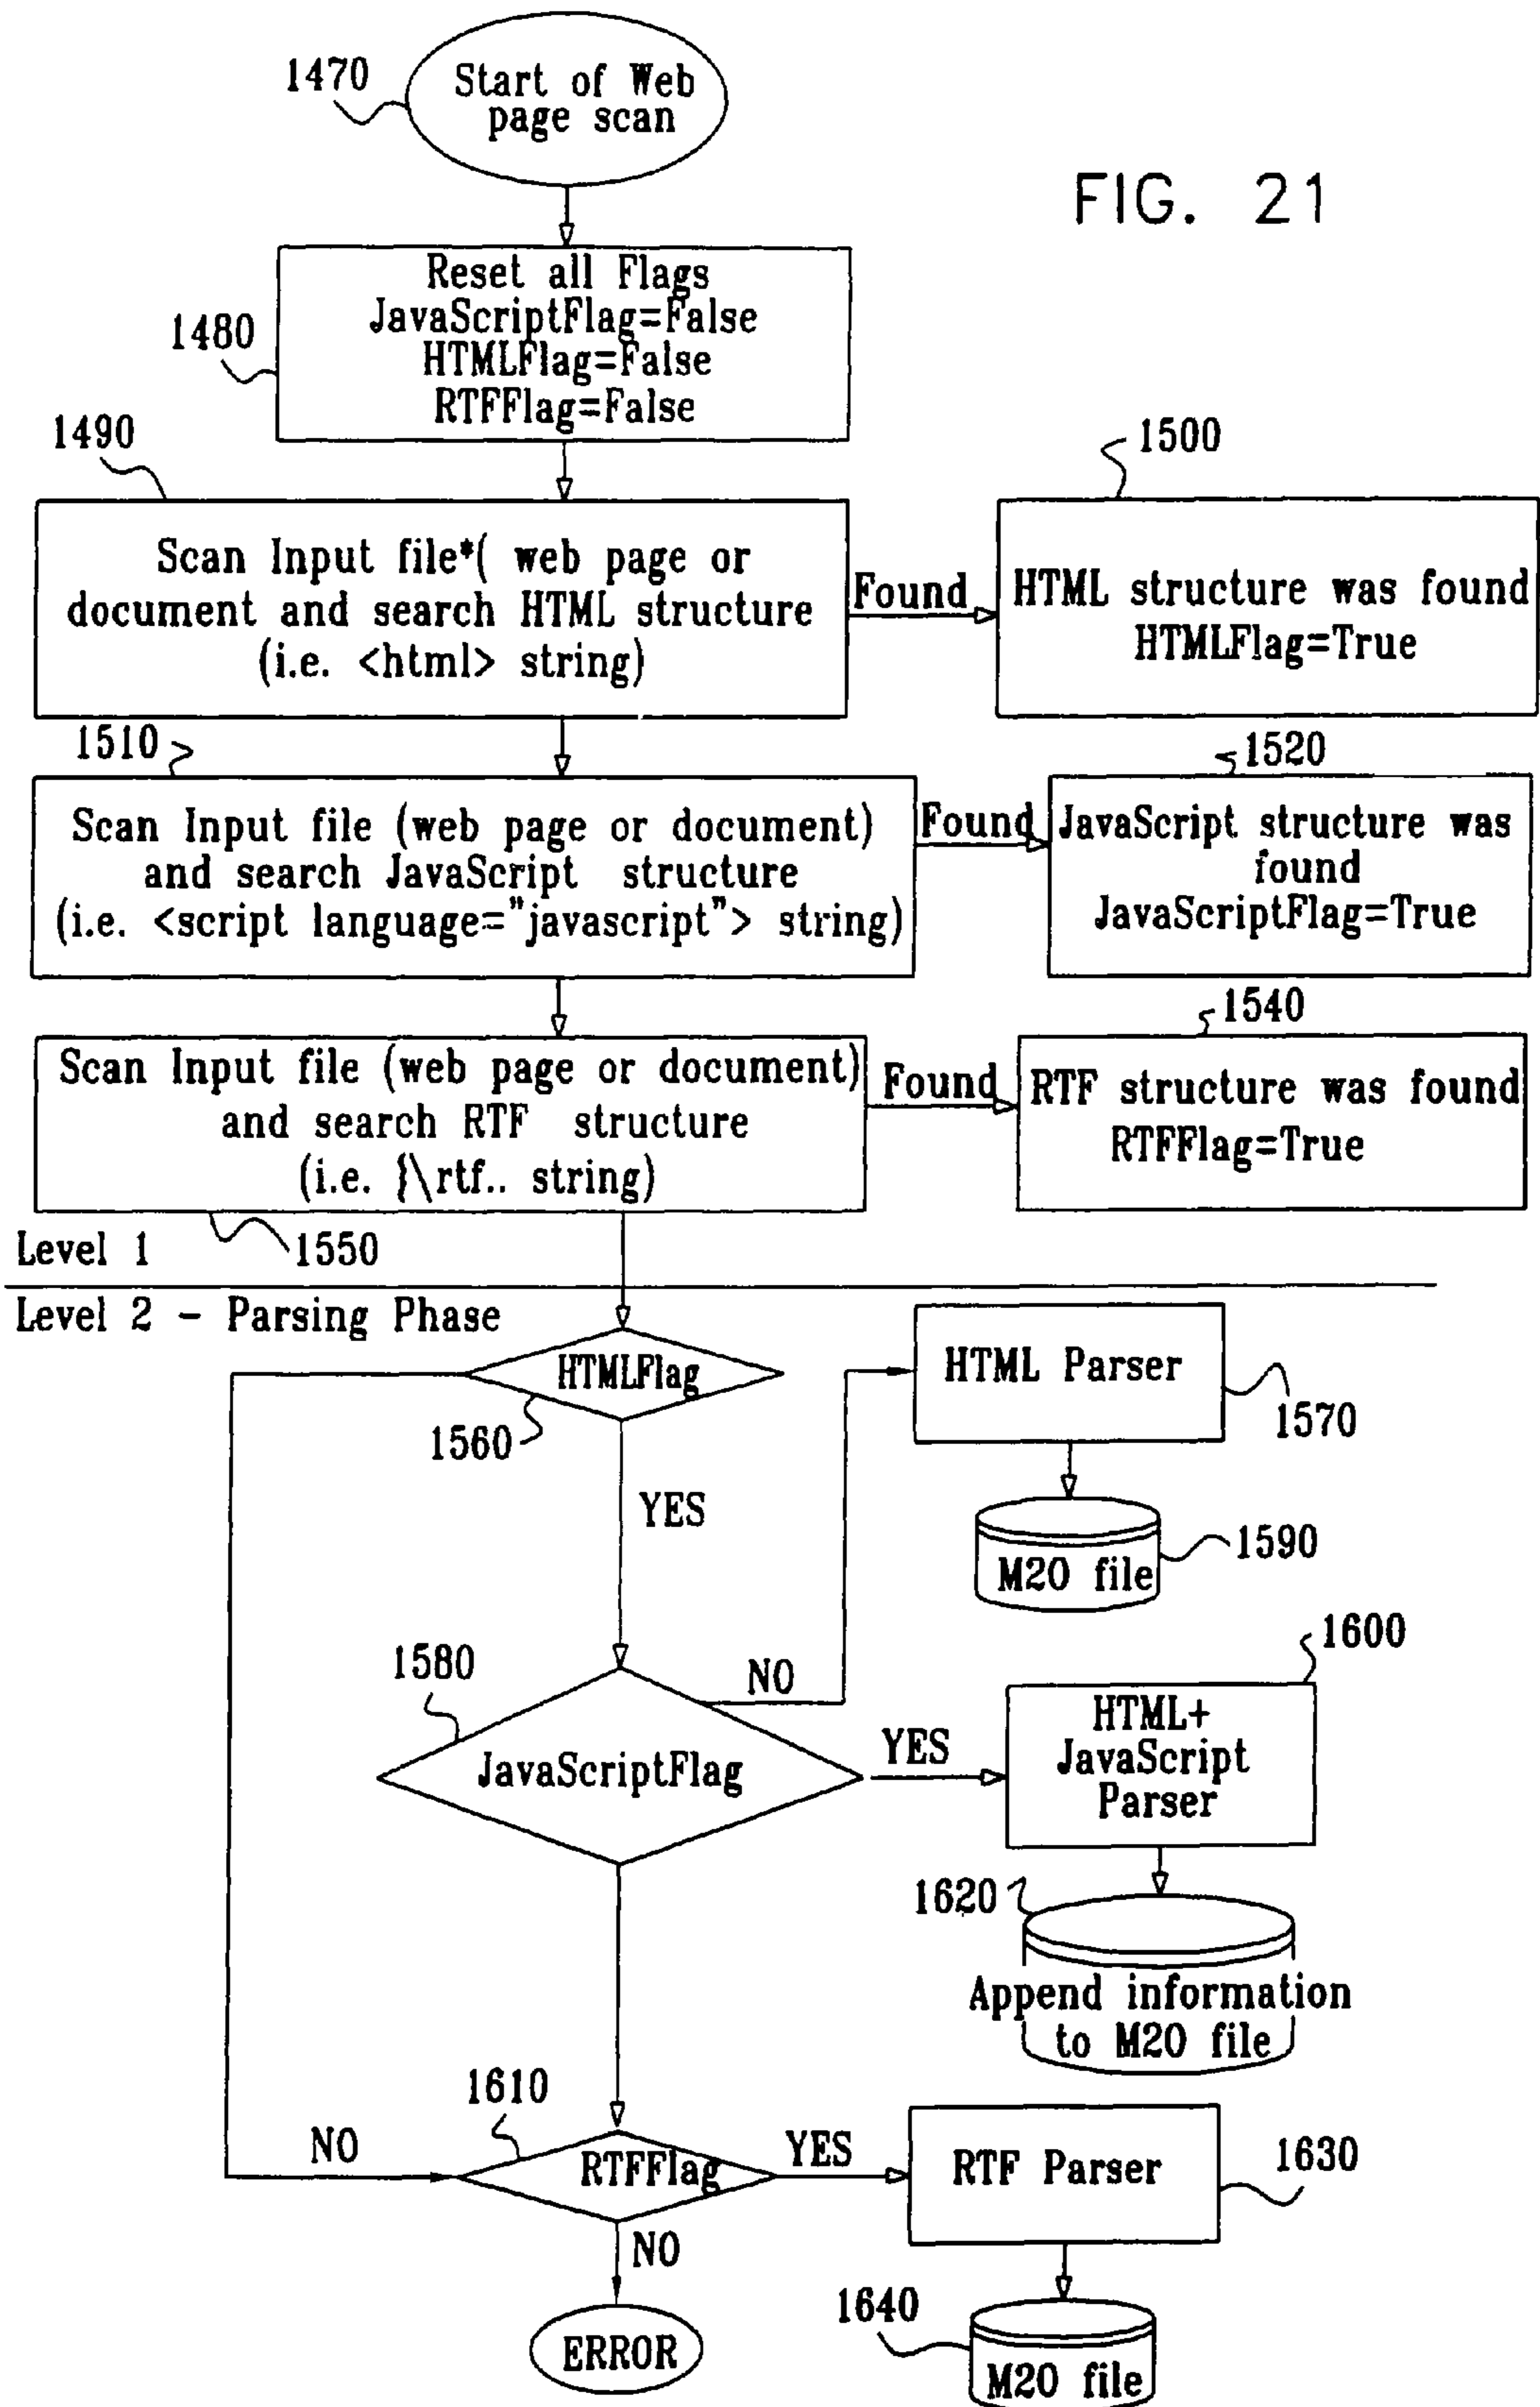 1470
Start of Web
page scan
FIG. 21
1480
Reset all Flags
JavaScriptFlag=False
HTMLFlag=False
RTFFlag=False
1490
Scan Input file*( web page or
document and search HTML structure
(i.e. <html> string)
Found
1500
HTML structure was found
HTMLFlag=True
1510
Scan Input file (web page or document)
and search JavaScript structure
(i.e. <script language="javascript"> string)
Found
1520
JavaScript structure was
found
JavaScriptFlag=True
Scan Input file (web page or document)
and search RTF structure
(i.e. }\rtf.. string)
Found
1540
RTF structure was found
RTFFlag=True
1550
Level 1
Level 2 - Parsing Phase
HTMLFlag
1560
YES
HTML Parser
1570
M20 file
1590
1580
JavaScriptFlag
NO
YES
1600
HTML+
JavaScript
Parser
1620
Append information
to M20 file
1610
NO
RTFFlag
YES
RTF Parser
1630
NO
ERROR
1640
M20 file